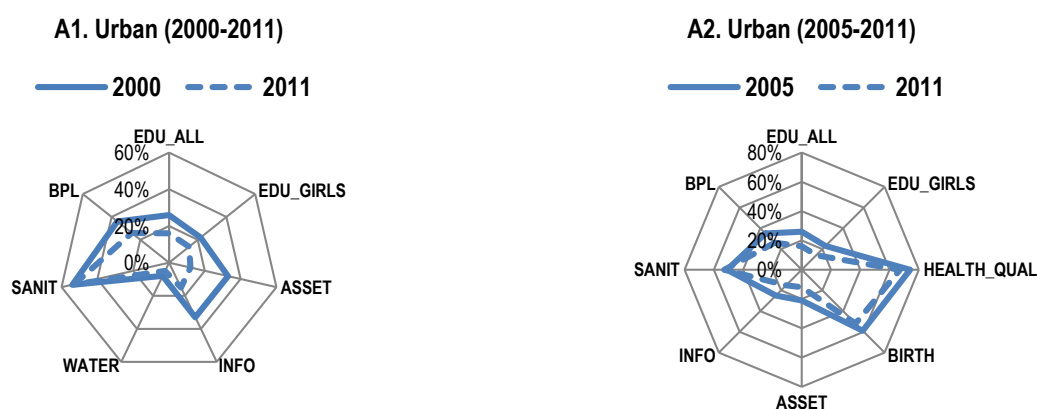 A1. Urban (2000-2011)
2000 2011
EDU_ALL
60%
40%
20%
0%
EDU_GIRLS
ASSET
INFO
WATER
SANIT
BPL
A2. Urban (2005-2011)
2005 2011
EDU_ALL
80%
60%
40%
20%
0%
EDU_GIRLS
HEALTH_QUAL
BIRTH
ASSET
INFO
SANIT
BPL